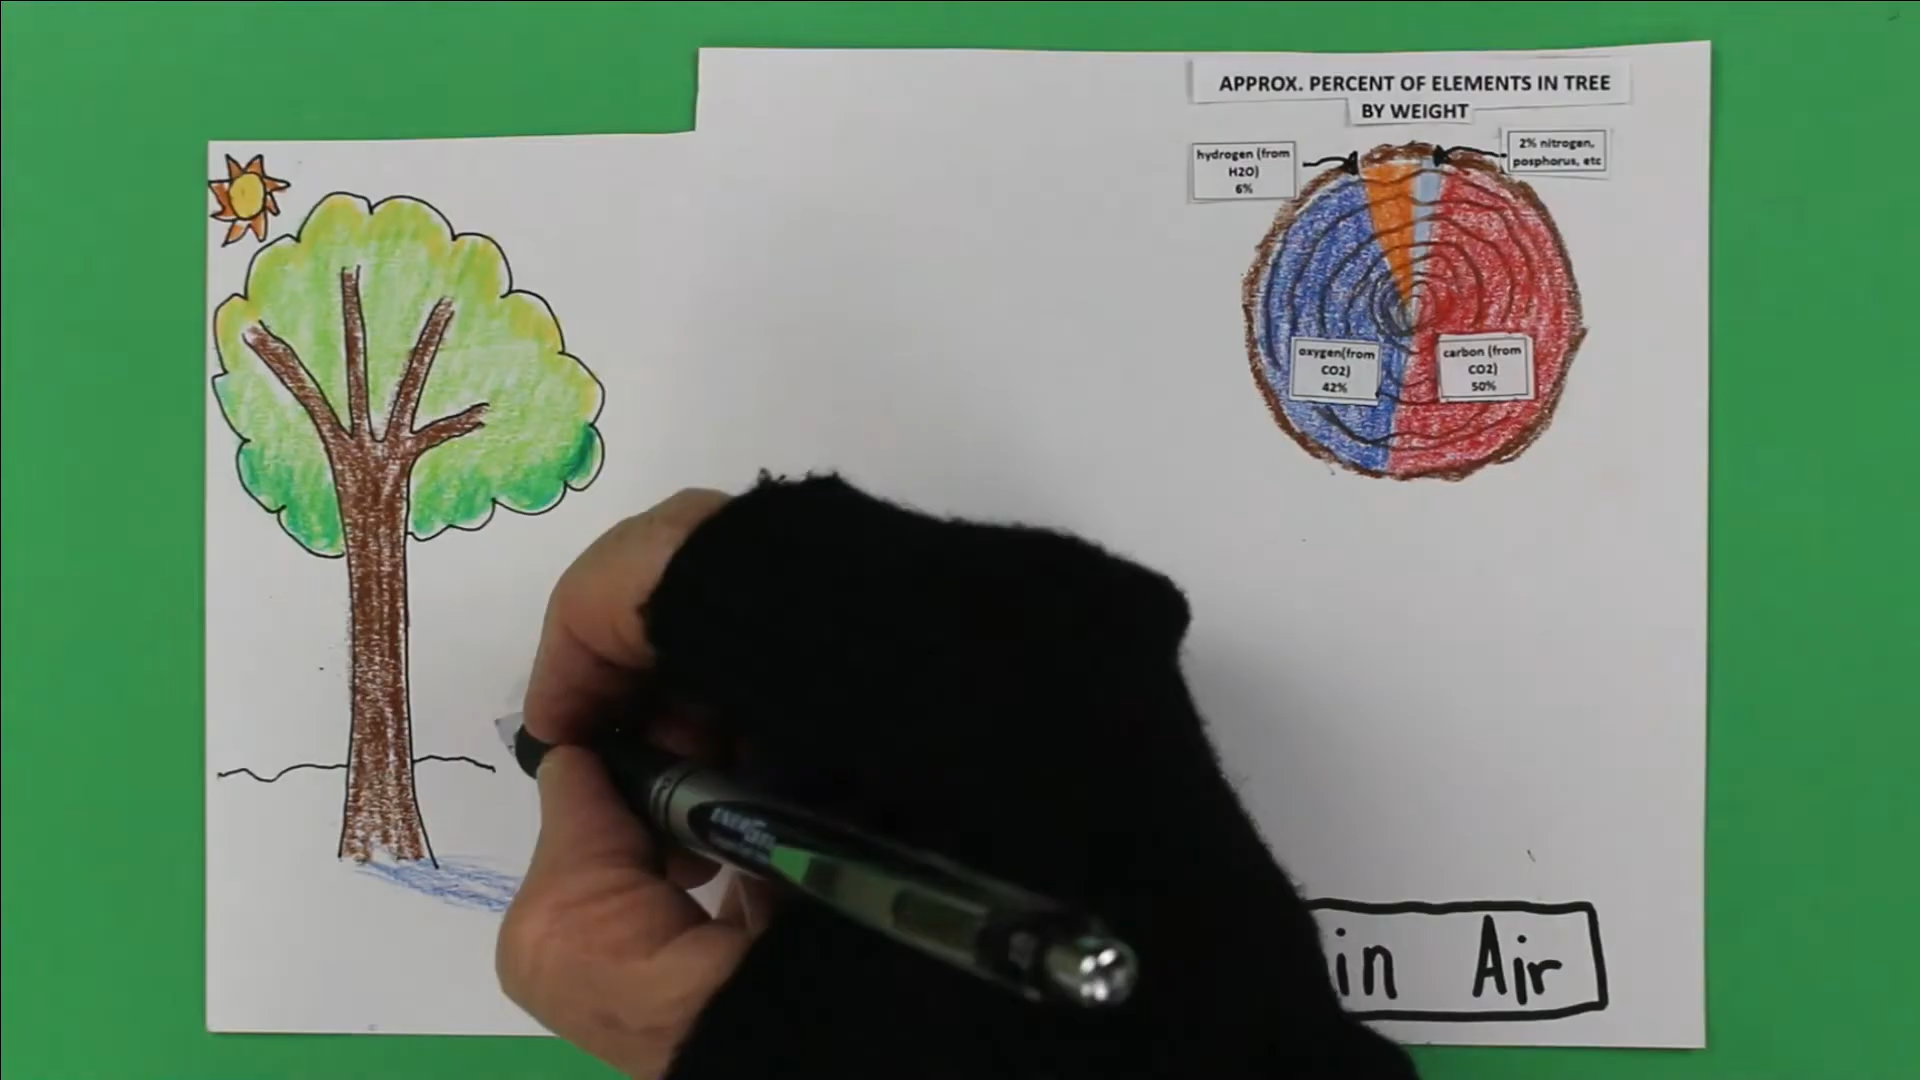 APPROX. PERCENT OF ELEMENTS IN TREE
BY WEIGHT
hydrogen (from
H2O)
6%
2% nitrogen,
posphorus, etc
oxygen(from
CO2)
42%
carbon (from
CO2)
50%
in Air